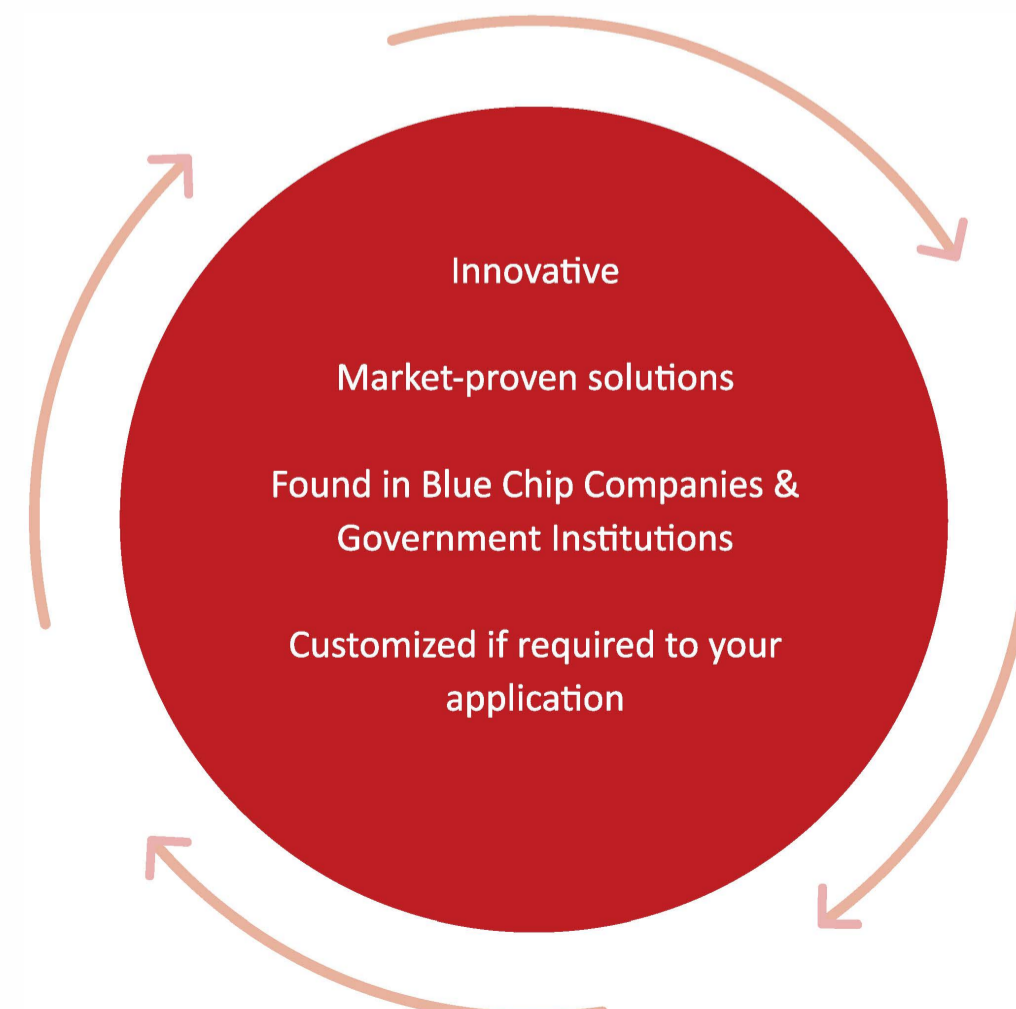 Innovative
Market-proven solutions
Found in Blue Chip Companies &
Government Institutions
Customized if required to your
application